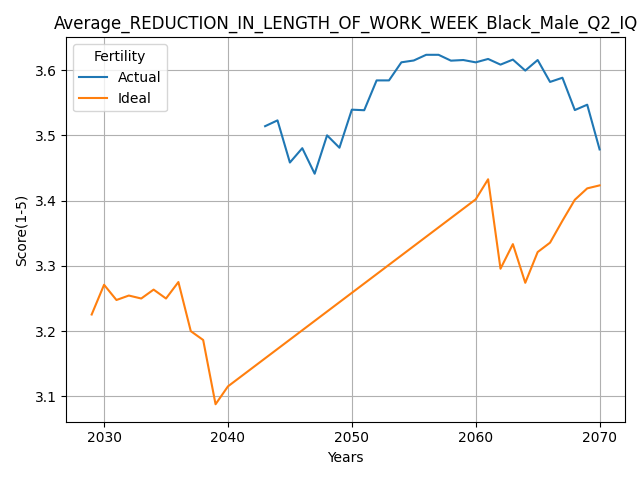 Average_REDUCTION_IN_LENGTH_OF_WORK_WEEK_Black_Male_Q2_IQ
Fertility
Actual
Ideal
3.6
3.5
3.4
3.3
3.2
3.1
Score(1-5)
2030 2040 2050 2060 2070
Years